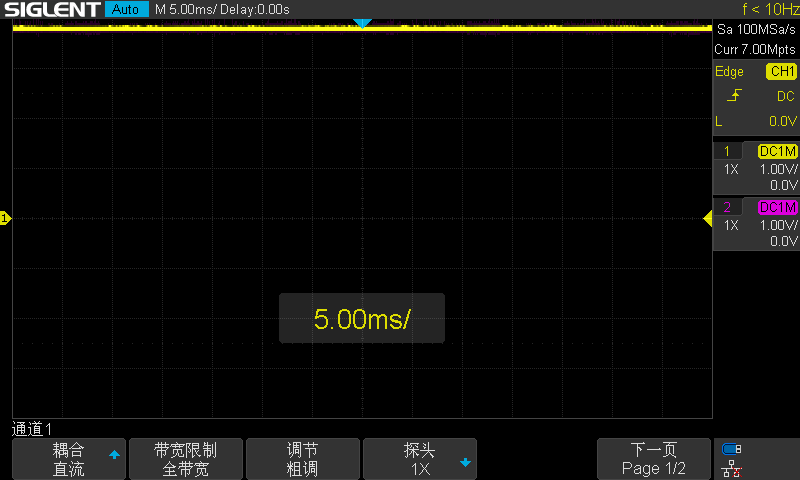 SIGLENT Auto M 5.00ms/ Delay:0.00s f < 10Hz
Sa 100MSa/s
Curr 7.00Mpts
Edge CH1
DC
L 0.0V
1 DC1M
1X 1.00V/
0.0V
2 DC1M
1X 1.00V/
0.0V
1
5.00ms/
通道1
耦合
直流
带宽限制
全带宽
调节
粗调
探头
1X
下一页
Page 1/2